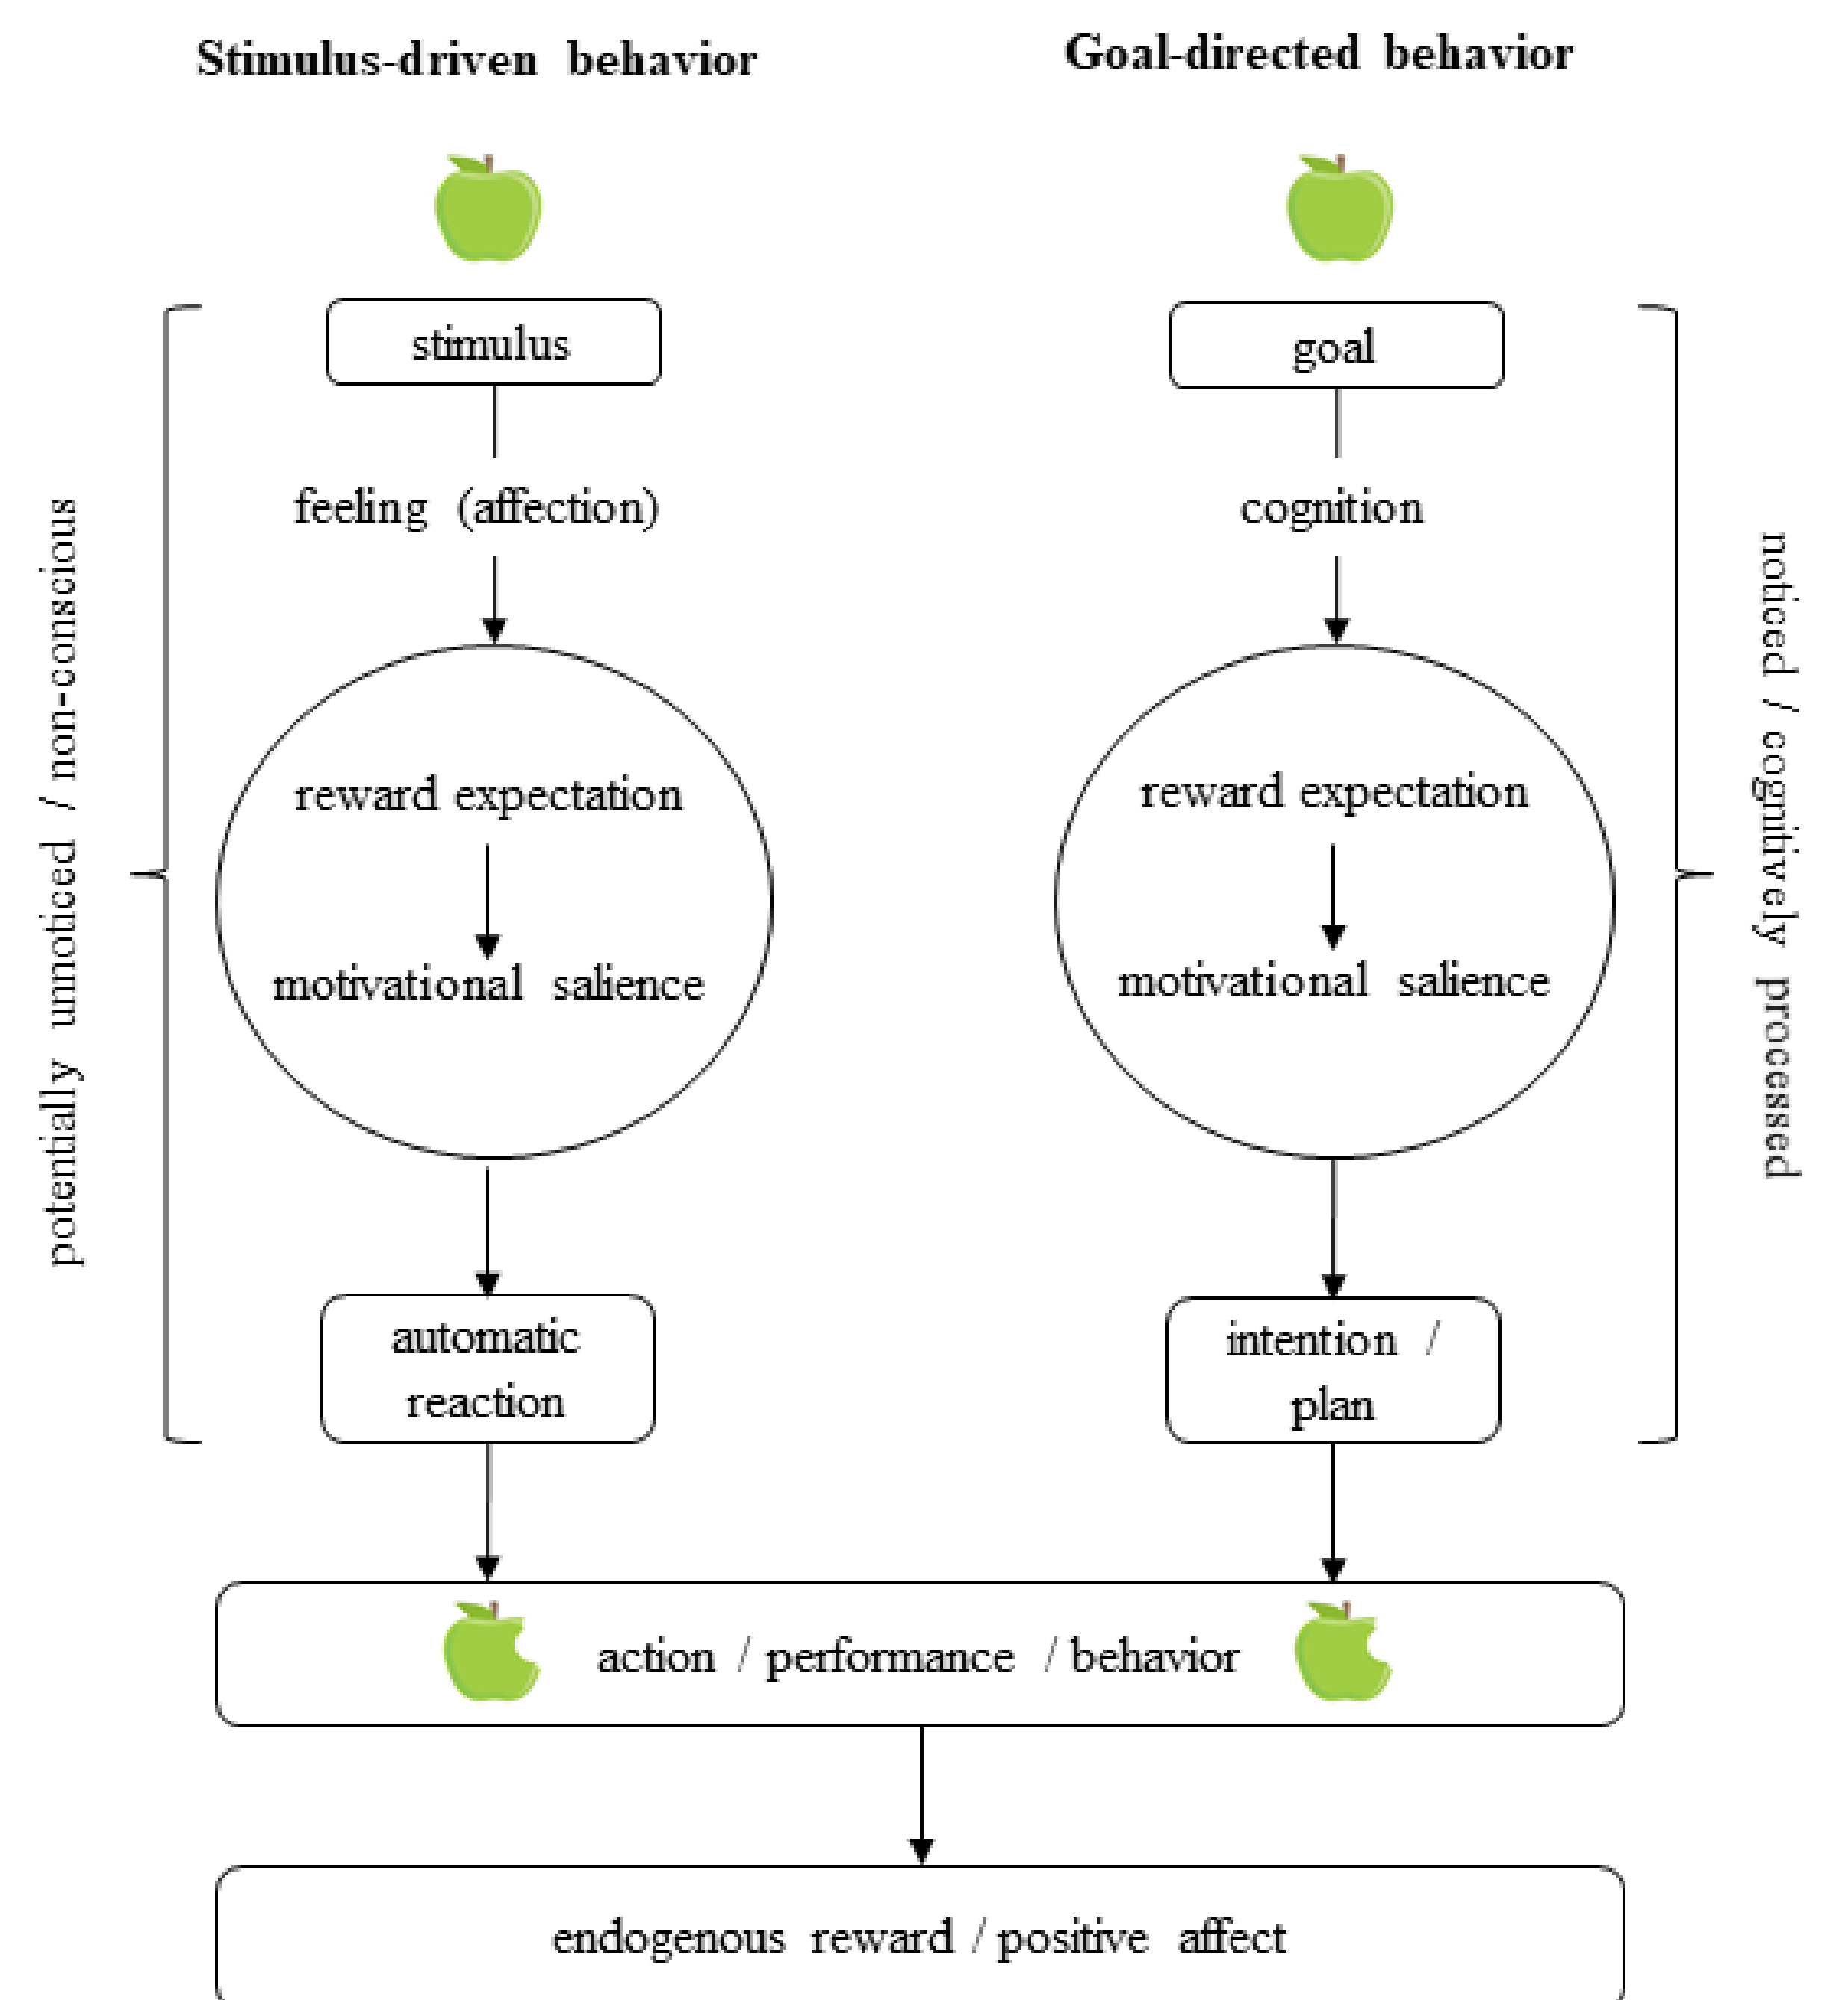 Stimulus-driven behavior
Goal-directed behavior
stimulus
goal
feeling (affection)
cognition
potentially unnoticed / non-conscious
noticed / cognitively processed
reward expectation
motivational salience
reward expectation
motivational salience
automatic
reaction
intention /
plan
action / performance / behavior
endogenous reward / positive affect